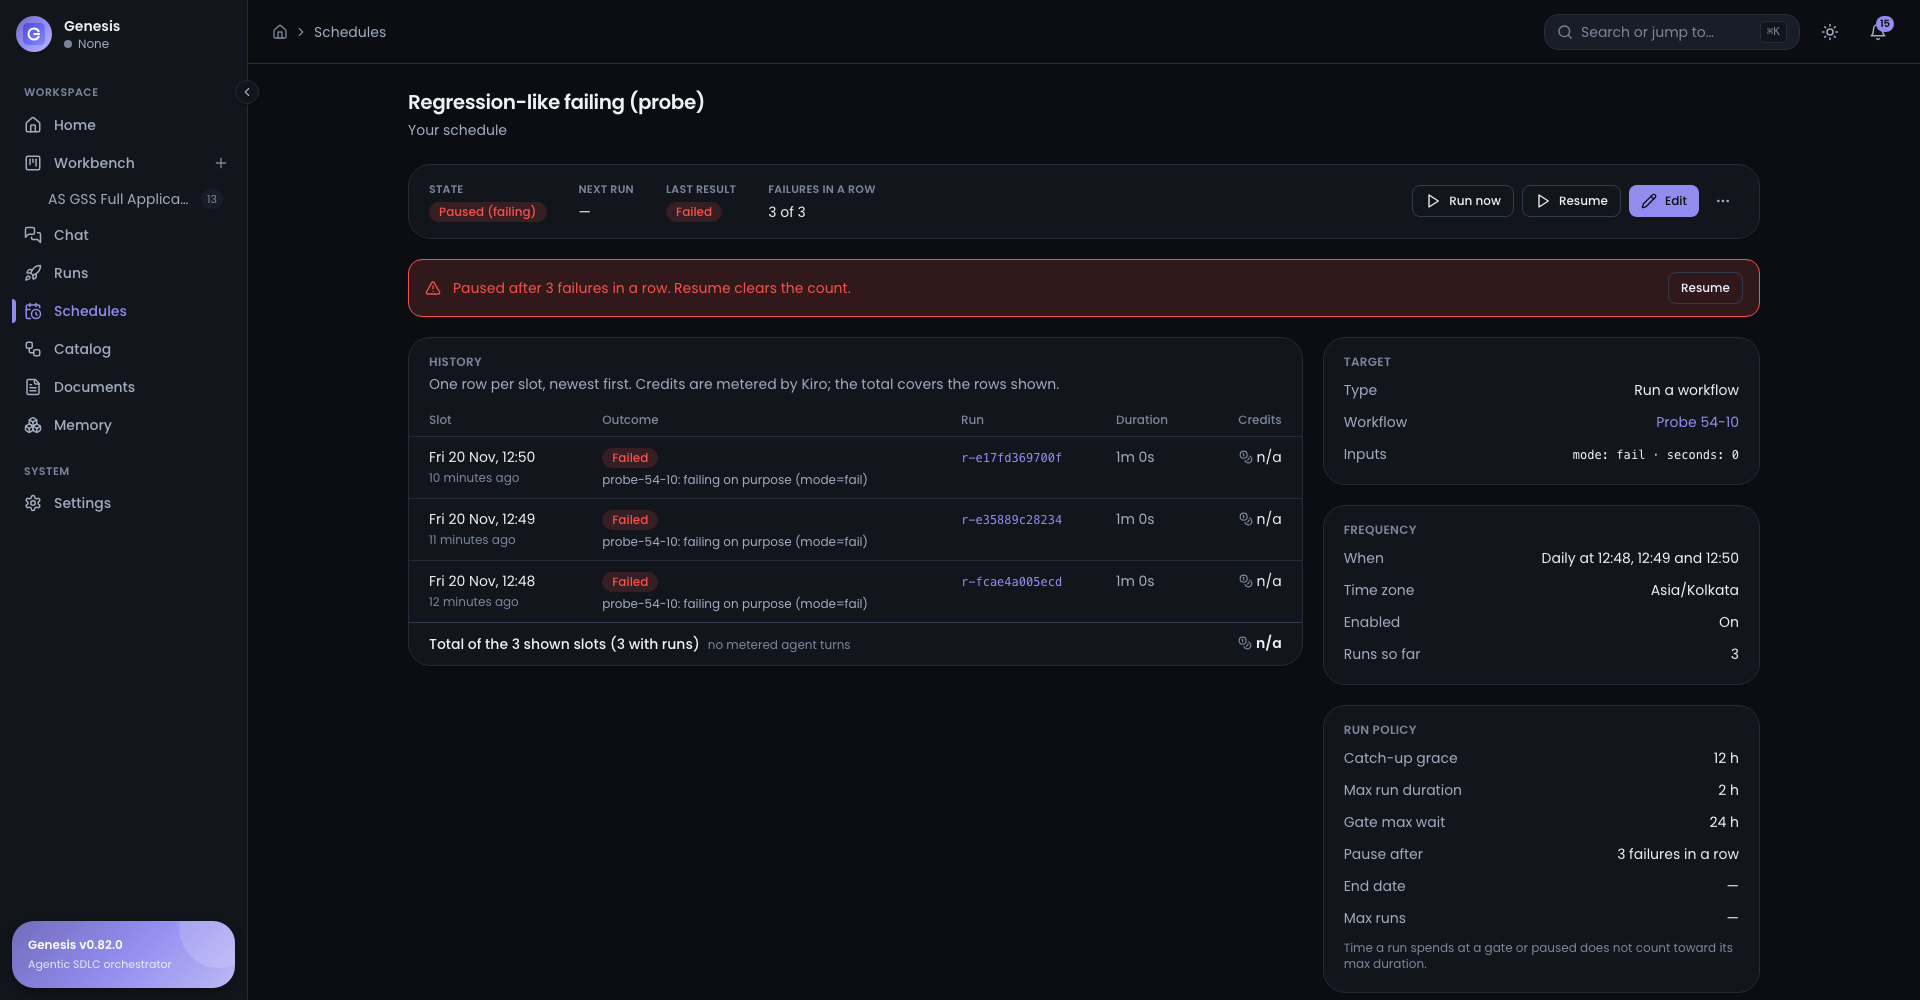 Genesis
None
WORKSPACE
Home
Workbench
AS GSS Full Applica... 13
Chat
Runs
Schedules
Catalog
Documents
Memory
SYSTEM
Settings
Genesis v0.82.0
Agentic SDLC orchestrator
Schedules
Search or jump to... ⌘K
15
Regression-like failing (probe)
Your schedule
STATE NEXT RUN LAST RESULT FAILURES IN A ROW
Paused (failing) — Failed 3 of 3
Run now Resume Edit ...
Paused after 3 failures in a row. Resume clears the count. Resume
HISTORY
One row per slot, newest first. Credits are metered by Kiro; the total covers the rows shown.
Slot Outcome Run Duration Credits
Fri 20 Nov, 12:50 Failed r-e17fd369700f 1m 0s n/a
10 minutes ago probe-54-10: failing on purpose (mode=fail)
Fri 20 Nov, 12:49 Failed r-e35889c28234 1m 0s n/a
11 minutes ago probe-54-10: failing on purpose (mode=fail)
Fri 20 Nov, 12:48 Failed r-fcae4a005ecd 1m 0s n/a
12 minutes ago probe-54-10: failing on purpose (mode=fail)
Total of the 3 shown slots (3 with runs) no metered agent turns n/a
TARGET
Type Run a workflow
Workflow Probe 54-10
Inputs mode: fail · seconds: 0
FREQUENCY
When Daily at 12:48, 12:49 and 12:50
Time zone Asia/Kolkata
Enabled On
Runs so far 3
RUN POLICY
Catch-up grace 12 h
Max run duration 2 h
Gate max wait 24 h
Pause after 3 failures in a row
End date —
Max runs —
Time a run spends at a gate or paused does not count toward its
max duration.